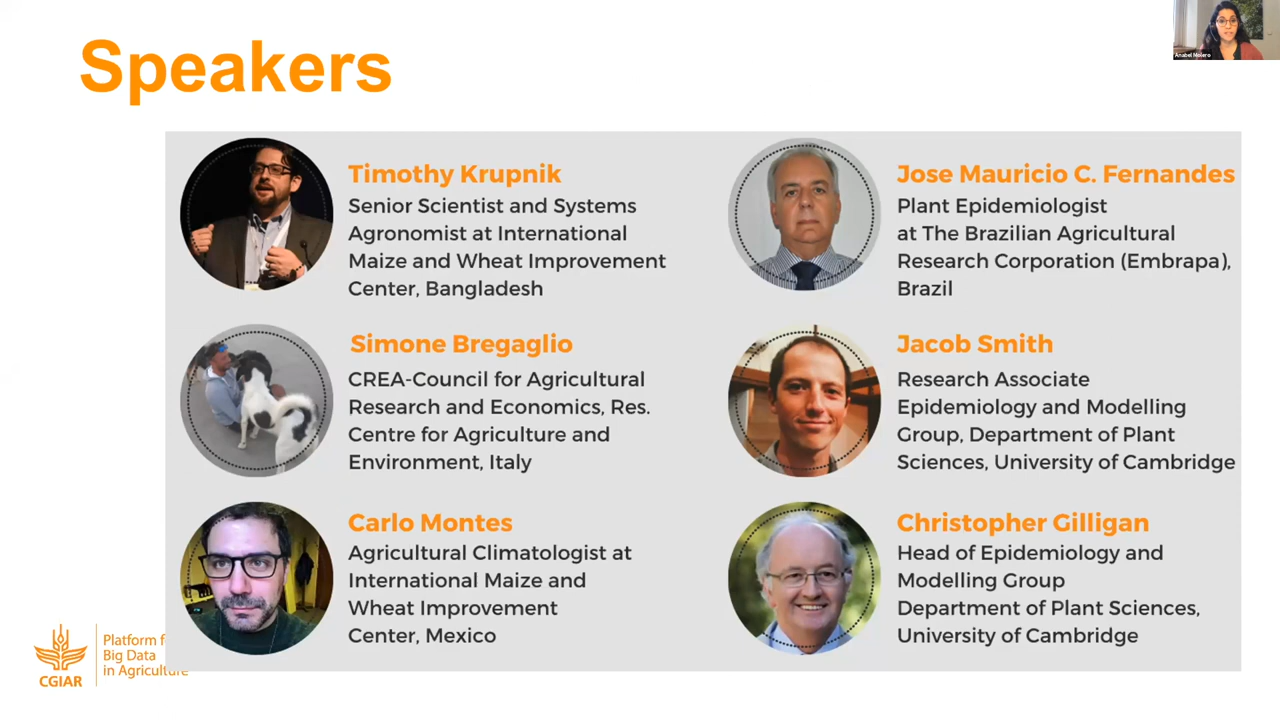 Speakers
Anabel Molero
Timothy Krupnik
Senior Scientist and Systems
Agronomist at International
Maize and Wheat Improvement
Center, Bangladesh
Jose Mauricio C. Fernandes
Plant Epidemiologist
at The Brazilian Agricultural
Research Corporation (Embrapa),
Brazil
Simone Bregaglio
CREA-Council for Agricultural
Research and Economics, Res.
Centre for Agriculture and
Environment, Italy
Jacob Smith
Research Associate
Epidemiology and Modelling
Group, Department of Plant
Sciences, University of Cambridge
Carlo Montes
Agricultural Climatologist at
International Maize and
Wheat Improvement
Center, Mexico
Christopher Gilligan
Head of Epidemiology and
Modelling Group
Department of Plant Sciences,
University of Cambridge
CGIAR
Platform f
Big Data
in Agriculture